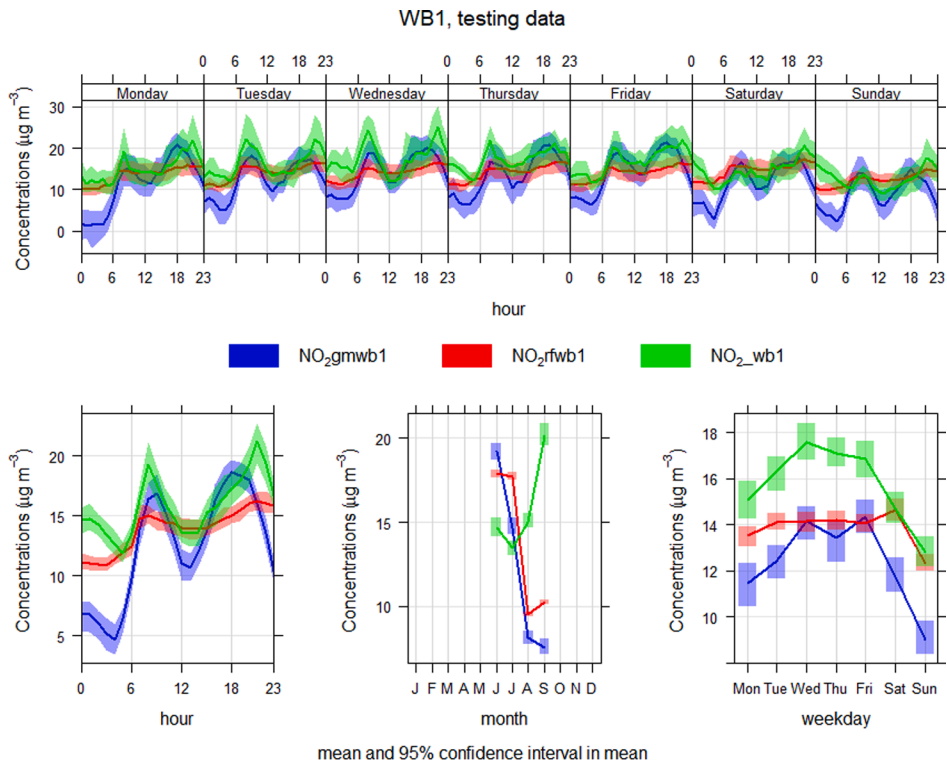 WB1, testing data
0 6 12 18 23 0 6 12 18 23 0 6 12 18 23
Monday Tuesday Wednesday Thursday Friday Saturday Sunday
Concentrations (µg m⁻³)
30
20
10
0
0 6 12 18 23 0 6 12 18 23 0 6 12 18 23 0 6 12 18 23
hour
NO₂gmwb1 NO₂rfwb1 NO₂_wb1
Concentrations (µg m⁻³)
20
15
10
5
0 6 12 18 23
hour
Concentrations (µg m⁻³)
20
15
10
J F M A M J J A S O N D
month
Concentrations (µg m⁻³)
18
16
14
12
10
Mon Tue Wed Thu Fri Sat Sun
weekday
mean and 95% confidence interval in mean